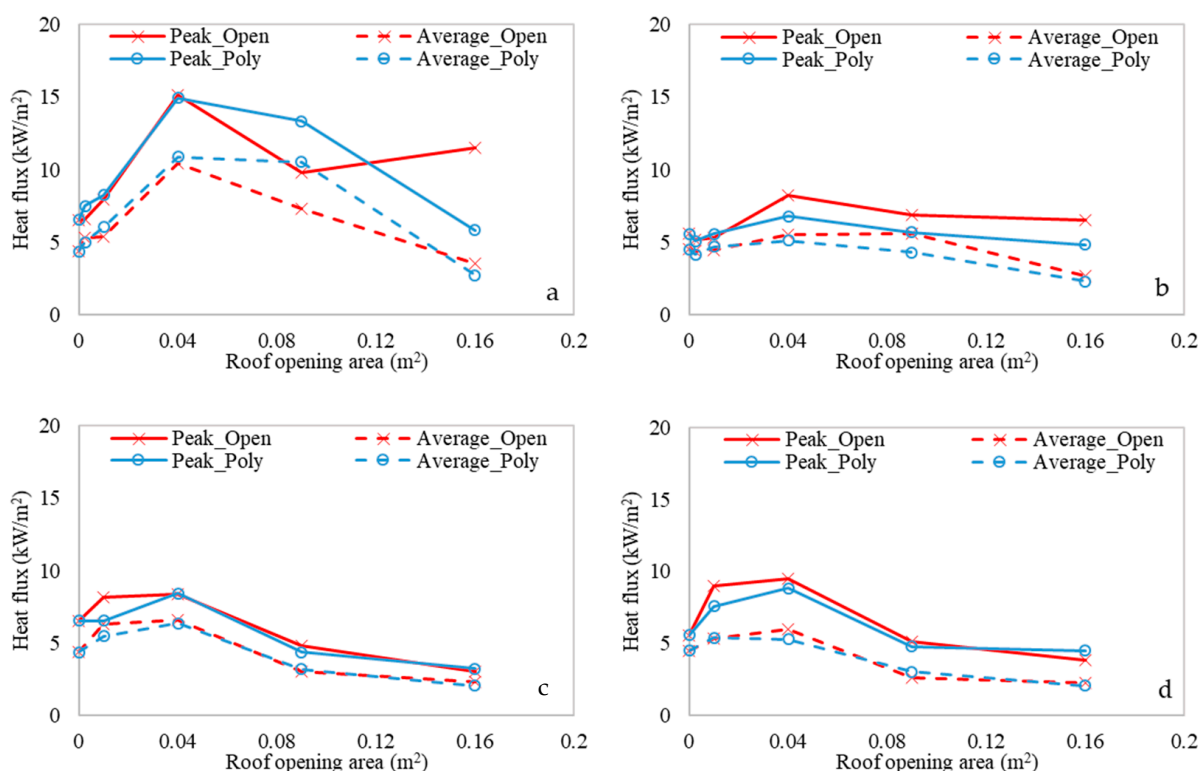 20
15
10
5
0
Heat flux (kW/m²)
Peak_Open
Average_Open
Peak_Poly
Average_Poly
a
0 0.04 0.08 0.12 0.16 0.2
Roof opening area (m²)
20
15
10
5
0
Heat flux (kW/m²)
Peak_Open
Average_Open
Peak_Poly
Average_Poly
b
0 0.04 0.08 0.12 0.16 0.2
Roof opening area (m²)
20
15
10
5
0
Heat flux (kW/m²)
Peak_Open
Average_Open
Peak_Poly
Average_Poly
c
0 0.04 0.08 0.12 0.16 0.2
Roof opening area (m²)
20
15
10
5
0
Heat flux (kW/m²)
Peak_Open
Average_Open
Peak_Poly
Average_Poly
d
0 0.04 0.08 0.12 0.16 0.2
Roof opening area (m²)